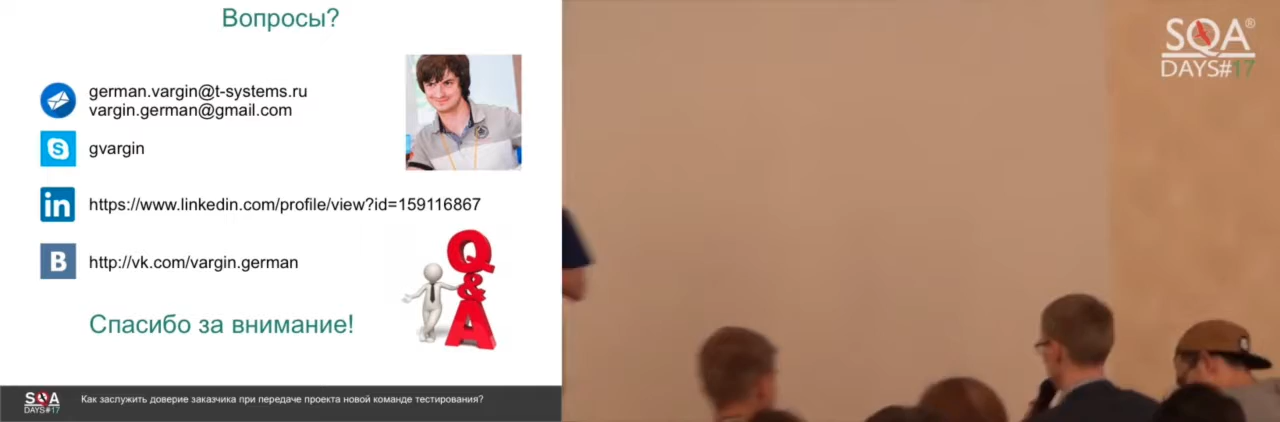 Вопросы?
german.vargin@t-systems.ru
vargin.german@gmail.com
gvargin
https://www.linkedin.com/profile/view?id=159116867
http://vk.com/vargin.german
Q
&
A
Спасибо за внимание!
SQA
DAYS#17
Как заслужить доверие заказчика при передаче проекта новой команде тестирования?
SQA®
DAYS#17